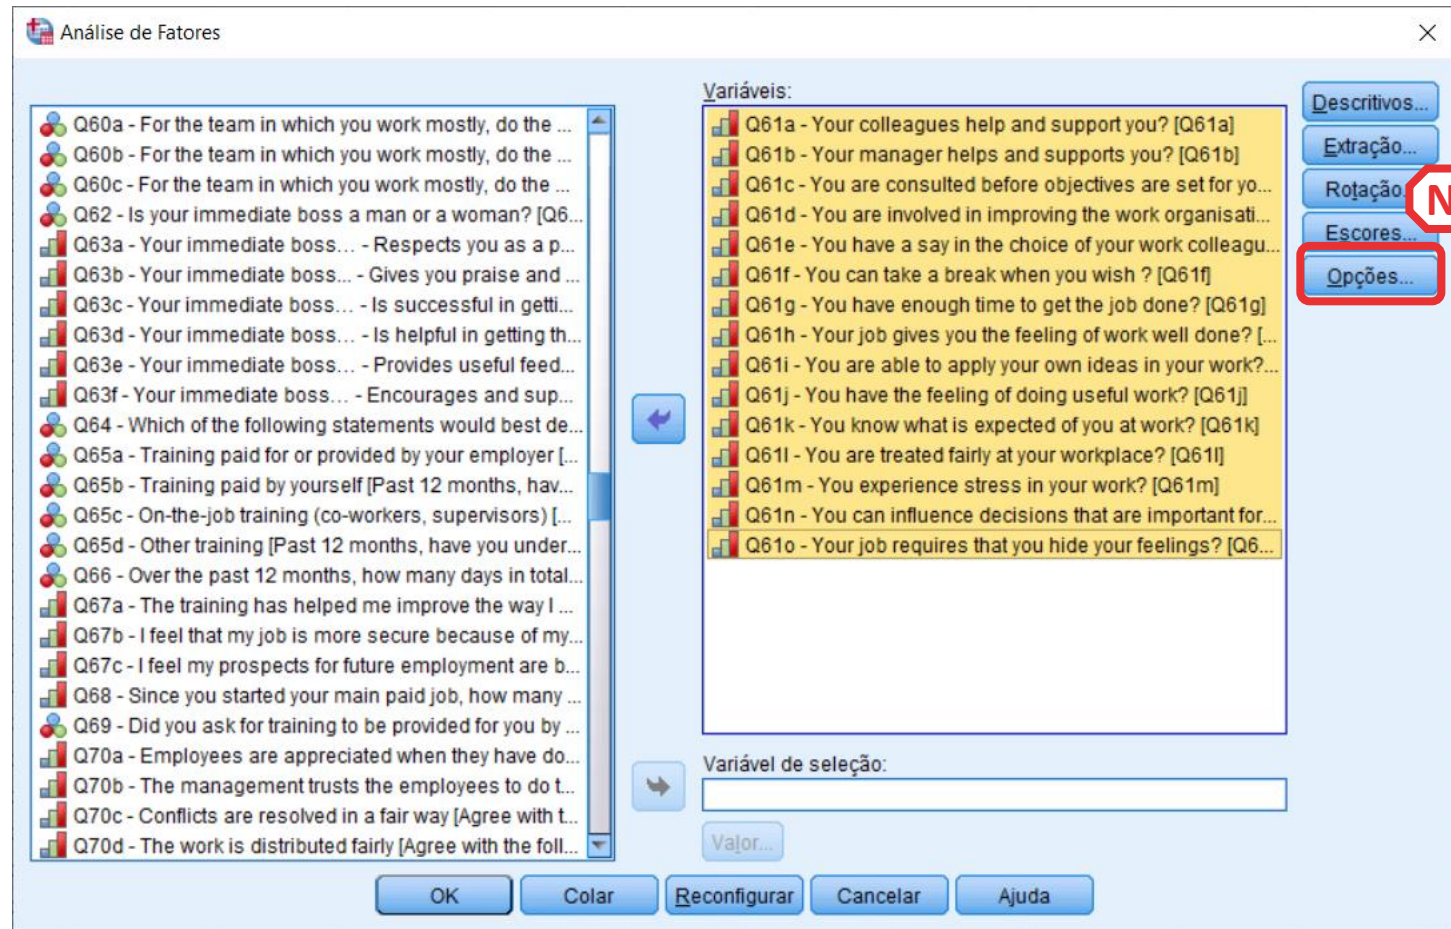 Análise de Fatores
Q60a - For the team in which you work mostly, do the ...
Q60b - For the team in which you work mostly, do the ...
Q60c - For the team in which you work mostly, do the ...
Q62 - Is your immediate boss a man or a woman? [Q6...
Q63a - Your immediate boss... - Respects you as a p...
Q63b - Your immediate boss... - Gives you praise and ...
Q63c - Your immediate boss... - Is successful in getti...
Q63d - Your immediate boss... - Is helpful in getting th...
Q63e - Your immediate boss... - Provides useful feed...
Q63f - Your immediate boss... - Encourages and sup...
Q64 - Which of the following statements would best de...
Q65a - Training paid for or provided by your employer [...
Q65b - Training paid by yourself [Past 12 months, hav...
Q65c - On-the-job training (co-workers, supervisors) [...
Q65d - Other training [Past 12 months, have you under...
Q66 - Over the past 12 months, how many days in total...
Q67a - The training has helped me improve the way I ...
Q67b - I feel that my job is more secure because of my...
Q67c - I feel my prospects for future employment are b...
Q68 - Since you started your main paid job, how many ...
Q69 - Did you ask for training to be provided for you by ...
Q70a - Employees are appreciated when they have do...
Q70b - The management trusts the employees to do t...
Q70c - Conflicts are resolved in a fair way [Agree with t...
Q70d - The work is distributed fairly [Agree with the foll...
Variáveis:
Q61a - Your colleagues help and support you? [Q61a]
Q61b - Your manager helps and supports you? [Q61b]
Q61c - You are consulted before objectives are set for yo...
Q61d - You are involved in improving the work organisati...
Q61e - You have a say in the choice of your work colleagu...
Q61f - You can take a break when you wish ? [Q61f]
Q61g - You have enough time to get the job done? [Q61g]
Q61h - Your job gives you the feeling of work well done? [...
Q61i - You are able to apply your own ideas in your work?...
Q61j - You have the feeling of doing useful work? [Q61j]
Q61k - You know what is expected of you at work? [Q61k]
Q61l - You are treated fairly at your workplace? [Q61l]
Q61m - You experience stress in your work? [Q61m]
Q61n - You can influence decisions that are important for...
Q61o - Your job requires that you hide your feelings? [Q6...
Variável de seleção:
Valor...
Descritivos...
Extração...
Rotação.
N
Escores...
Opções...
OK
Colar
Reconfigurar
Cancelar
Ajuda